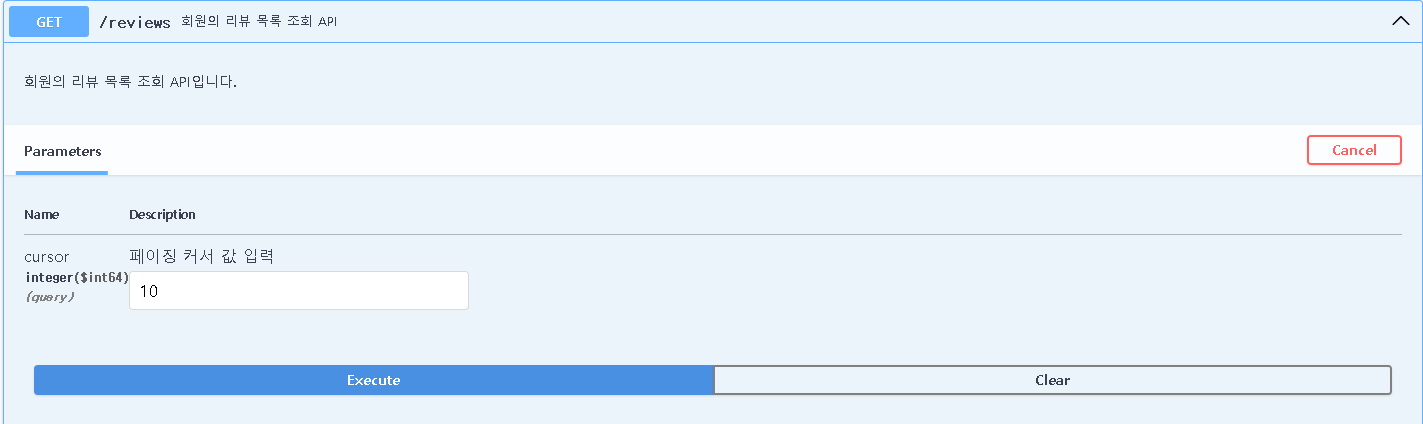 GET /reviews 회원의 리뷰 목록 조회 API
회원의 리뷰 목록 조회 API입니다.
Parameters Cancel
Name Description
cursor 페이징 커서 값 입력
integer($int64)
(query)
10
Execute Clear